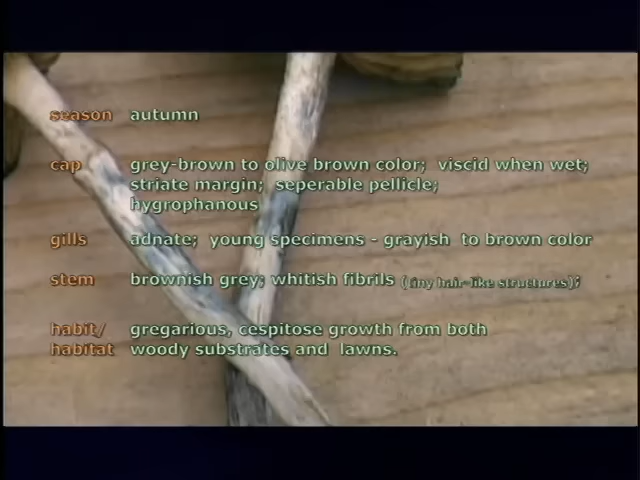 season autumn
cap grey-brown to olive brown color; viscid when wet;
striate margin; seperable pellicle;
hygrophanous
gills adnate; young specimens - grayish to brown color
stem brownish grey; whitish fibrils (tiny hair-like structures);
habit/ gregarious, cespitose growth from both
habitat woody substrates and lawns.